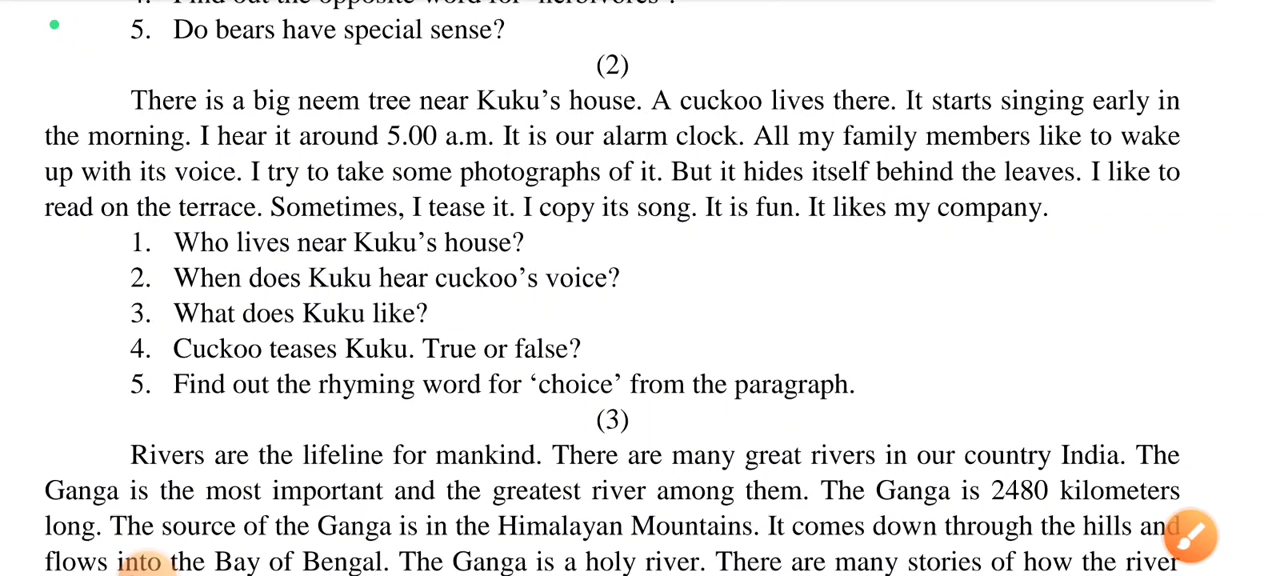 4. Find out the opposite word for 'herbivores'?
5. Do bears have special sense?
(2)
There is a big neem tree near Kuku’s house. A cuckoo lives there. It starts singing early in
the morning. I hear it around 5.00 a.m. It is our alarm clock. All my family members like to wake
up with its voice. I try to take some photographs of it. But it hides itself behind the leaves. I like to
read on the terrace. Sometimes, I tease it. I copy its song. It is fun. It likes my company.
1. Who lives near Kuku’s house?
2. When does Kuku hear cuckoo’s voice?
3. What does Kuku like?
4. Cuckoo teases Kuku. True or false?
5. Find out the rhyming word for ‘choice’ from the paragraph.
(3)
Rivers are the lifeline for mankind. There are many great rivers in our country India. The
Ganga is the most important and the greatest river among them. The Ganga is 2480 kilometers
long. The source of the Ganga is in the Himalayan Mountains. It comes down through the hills and
flows into the Bay of Bengal. The Ganga is a holy river. There are many stories of how the river